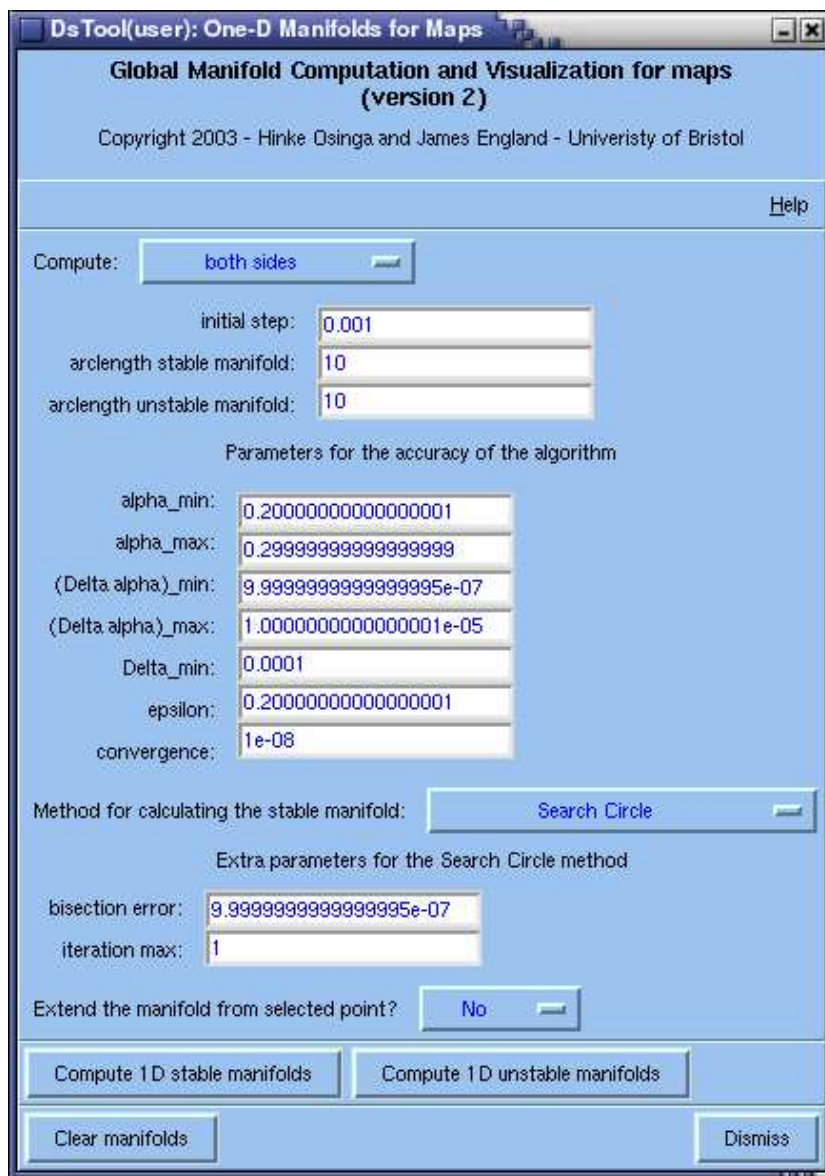 DsTool(user): One-D Manifolds for Maps
Global Manifold Computation and Visualization for maps
(version 2)
Copyright 2003 - Hinke Osinga and James England - Univeristy of Bristol
Help
Compute: both sides
initial step: 0.001
arclength stable manifold: 10
arclength unstable manifold: 10
Parameters for the accuracy of the algorithm
alpha_min: 0.20000000000000001
alpha_max: 0.29999999999999999
(Delta alpha)_min: 9.9999999999999995e-07
(Delta alpha)_max: 1.0000000000000001e-05
Delta_min: 0.0001
epsilon: 0.20000000000000001
convergence: 1e-08
Method for calculating the stable manifold: Search Circle
Extra parameters for the Search Circle method
bisection error: 9.9999999999999995e-07
iteration max: 1
Extend the manifold from selected point? No
Compute 1D stable manifolds Compute 1D unstable manifolds
Clear manifolds Dismiss